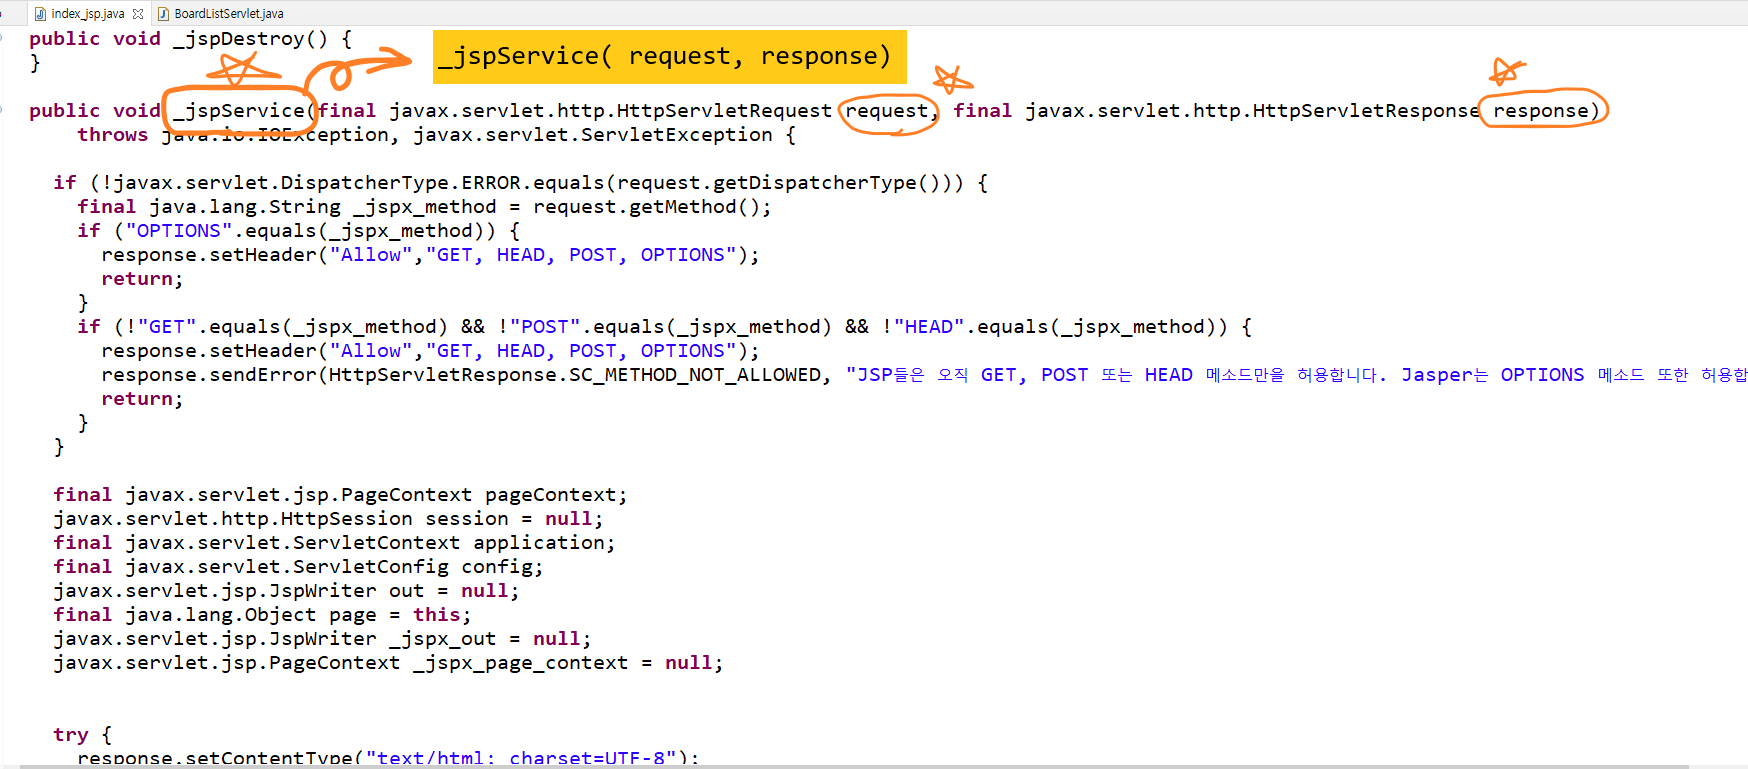 index_jsp.java BoardListServlet.java
public void _jspDestroy() {
}
_jspService( request, response)
public void _jspService(final javax.servlet.http.HttpServletRequest request, final javax.servlet.http.HttpServletResponse response)
throws java.io.IOException, javax.servlet.ServletException {
if (!javax.servlet.DispatcherType.ERROR.equals(request.getDispatcherType())) {
final java.lang.String _jspx_method = request.getMethod();
if ("OPTIONS".equals(_jspx_method)) {
response.setHeader("Allow","GET, HEAD, POST, OPTIONS");
return;
}
if (!"GET".equals(_jspx_method) && !"POST".equals(_jspx_method) && !"HEAD".equals(_jspx_method)) {
response.setHeader("Allow","GET, HEAD, POST, OPTIONS");
response.sendError(HttpServletResponse.SC_METHOD_NOT_ALLOWED, "JSP들은 오직 GET, POST 또는 HEAD 메소드만을 허용합니다. Jasper는 OPTIONS 메소드 또한 허용합
return;
}
}
final javax.servlet.jsp.PageContext pageContext;
javax.servlet.http.HttpSession session = null;
final javax.servlet.ServletContext application;
final javax.servlet.ServletConfig config;
javax.servlet.jsp.JspWriter out = null;
final java.lang.Object page = this;
javax.servlet.jsp.JspWriter _jspx_out = null;
javax.servlet.jsp.PageContext _jspx_page_context = null;
try {
response.setContentType("text/html; charset=UTF-8");